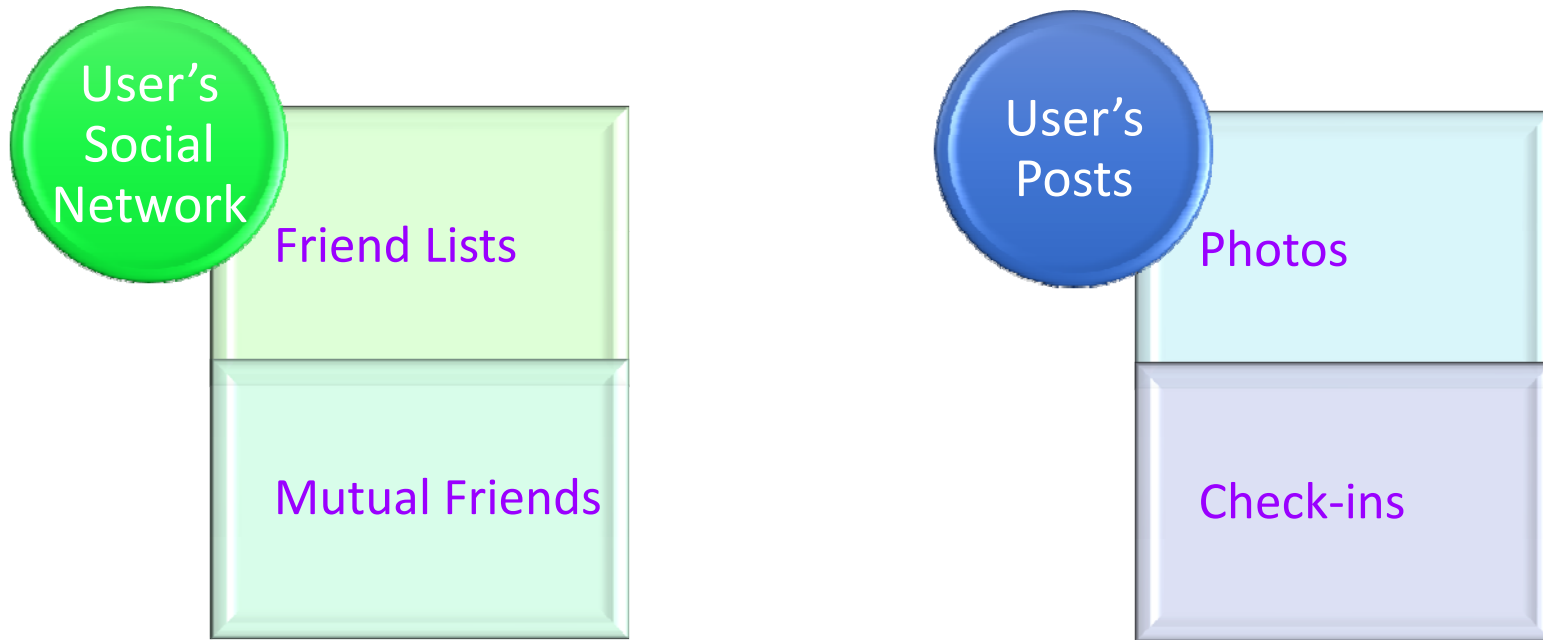 User’s
Social
Network
Friend Lists
Mutual Friends
User’s
Posts
Photos
Check-ins